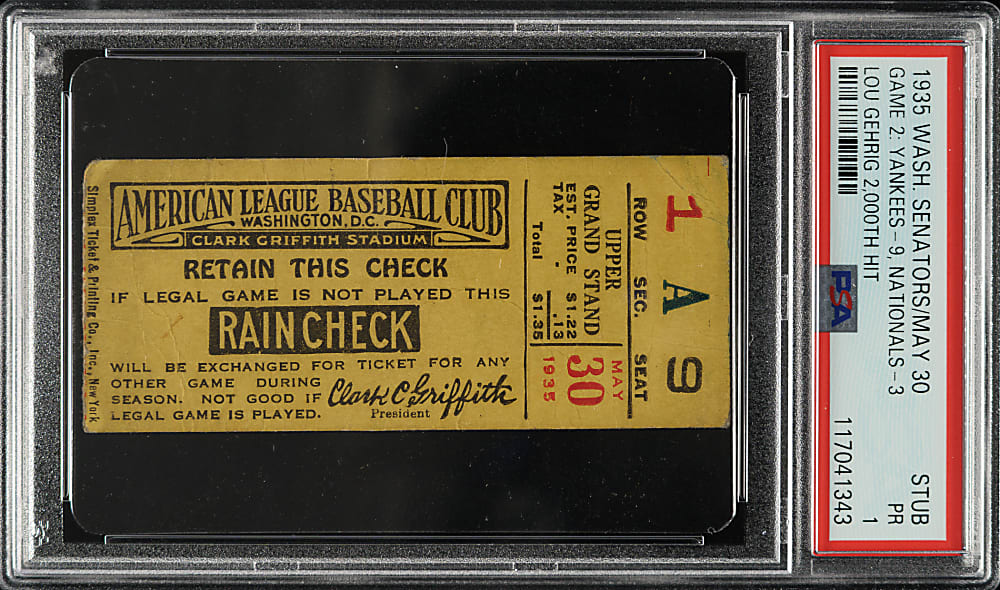 Simplex Ticket & Printing Co., Inc., New York
AMERICAN LEAGUE BASEBALL CLUB
WASHINGTON, D.C.
CLARK GRIFFITH STADIUM
RETAIN THIS CHECK
IF LEGAL GAME IS NOT PLAYED THIS
RAIN CHECK
WILL BE EXCHANGED FOR TICKET FOR ANY
OTHER GAME DURING
SEASON. NOT GOOD IF
LEGAL GAME IS PLAYED.
Clark C Griffith
President
UPPER
GRAND STAND
EST. PRICE - $1.22
TAX .13
Total $1.35
MAY
30
1935
ROW SEC. SEAT
1 A 9
1935 WASH. SENATORS/MAY 30 STUB
GAME 2: YANKEES-9, NATIONALS-3 PR
LOU GEHRIG 2,000TH HIT 1
PSA
117041343